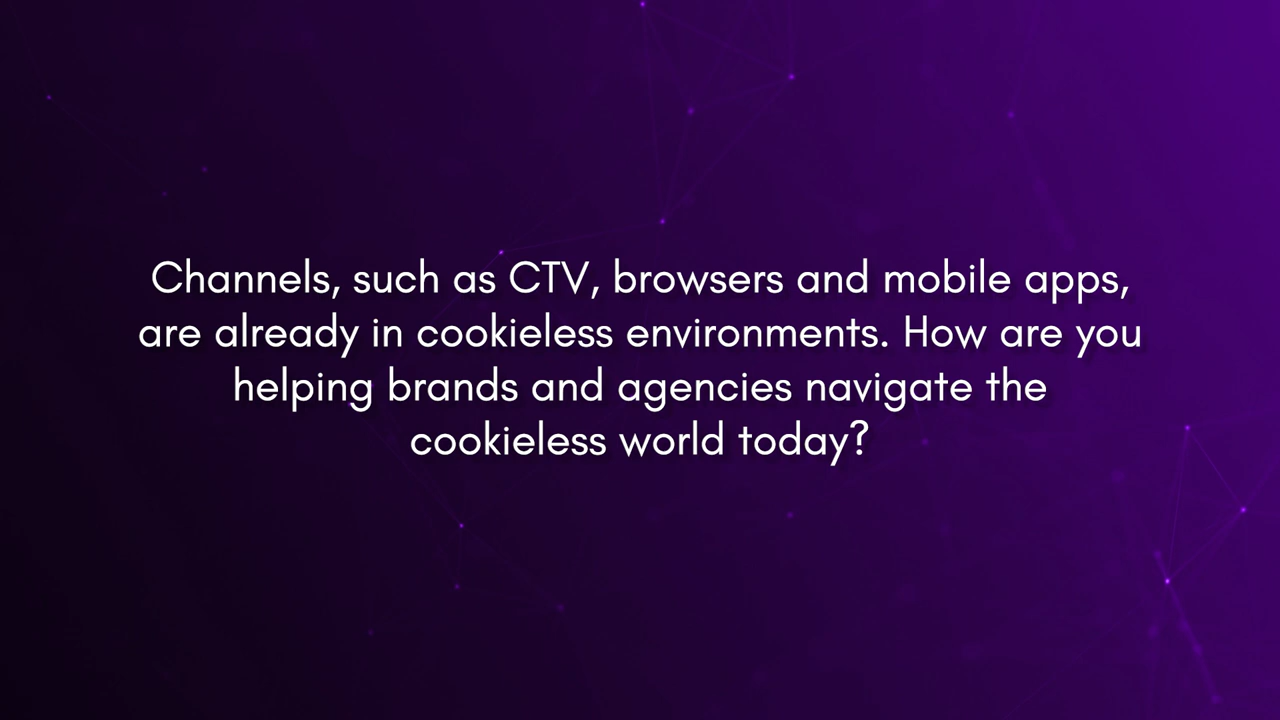 Channels, such as CTV, browsers and mobile apps,
are already in cookieless environments. How are you
helping brands and agencies navigate the
cookieless world today?